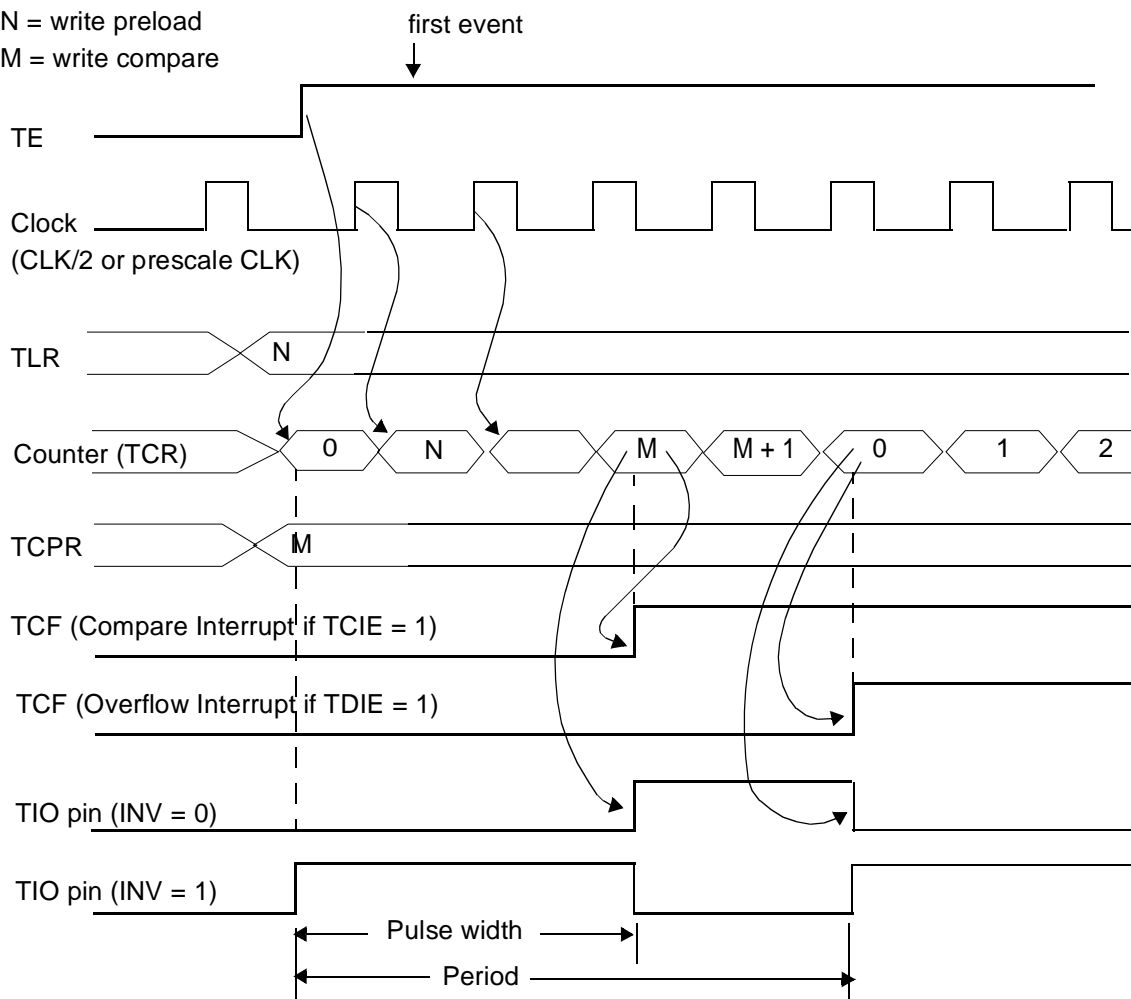 N = write preload
M = write compare
first event
TE
Clock
(CLK/2 or prescale CLK)
TLR
N
Counter (TCR)
0
N
M
M + 1
0
1
2
TCPR
M
TCF (Compare Interrupt if TCIE = 1)
TCF (Overflow Interrupt if TDIE = 1)
TIO pin (INV = 0)
TIO pin (INV = 1)
Pulse width
Period